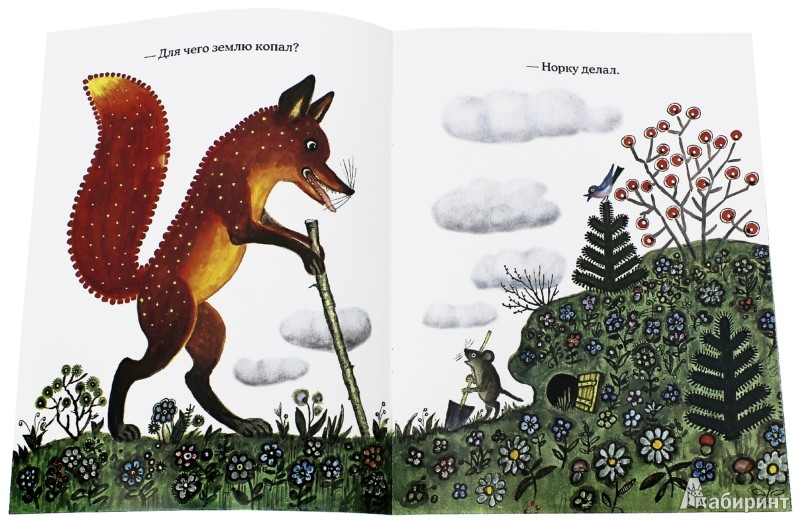 — Для чего землю копал?
— Норку делал.
Лабиринт